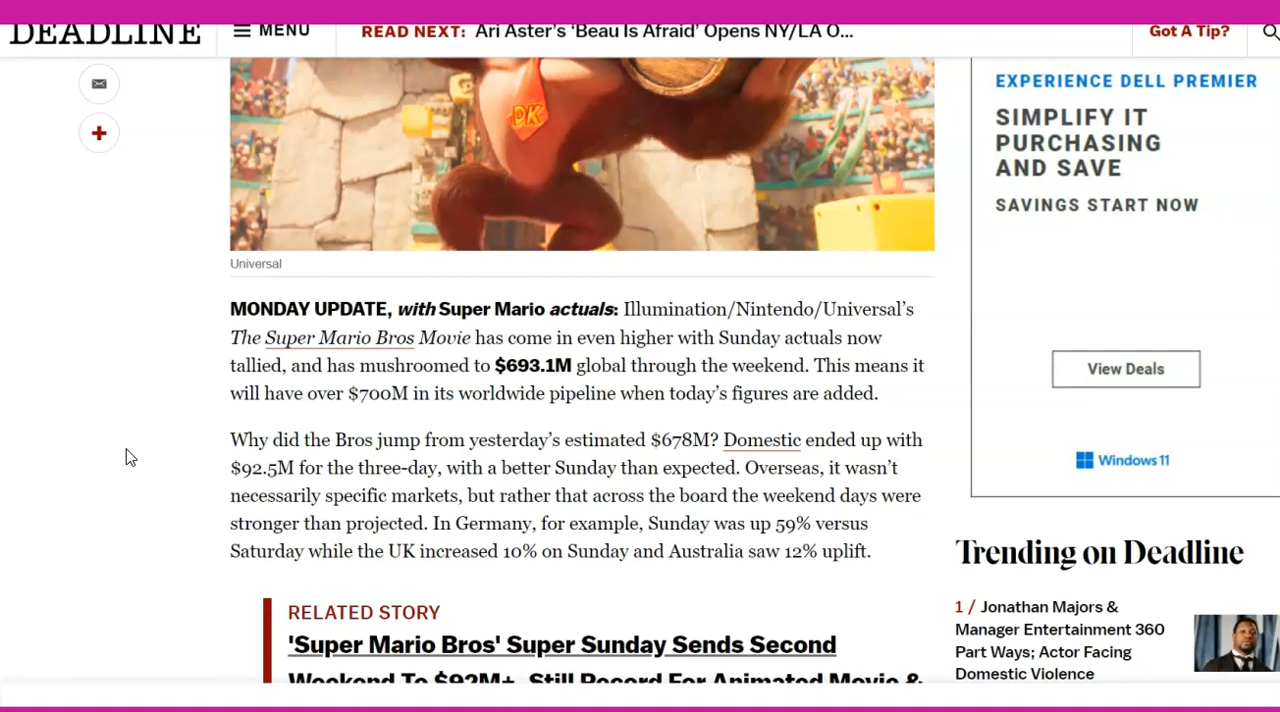 DEADLINE
MENU
READ NEXT: Ari Aster's 'Beau Is Afraid' Opens NY/LA O...
Got A Tip?
DK
Universal
MONDAY UPDATE, with Super Mario actuals: Illumination/Nintendo/Universal's
The Super Mario Bros Movie has come in even higher with Sunday actuals now
tallied, and has mushroomed to $693.1M global through the weekend. This means it
will have over $700M in its worldwide pipeline when today's figures are added.
Why did the Bros jump from yesterday's estimated $678M? Domestic ended up with
$92.5M for the three-day, with a better Sunday than expected. Overseas, it wasn't
necessarily specific markets, but rather that across the board the weekend days were
stronger than projected. In Germany, for example, Sunday was up 59% versus
Saturday while the UK increased 10% on Sunday and Australia saw 12% uplift.
RELATED STORY
'Super Mario Bros' Super Sunday Sends Second
Weekend To $92M+, Still Record For Animated Movie &
EXPERIENCE DELL PREMIER
SIMPLIFY IT
PURCHASING
AND SAVE
SAVINGS START NOW
View Deals
Windows 11
Trending on Deadline
1 / Jonathan Majors &
Manager Entertainment 360
Part Ways; Actor Facing
Domestic Violence